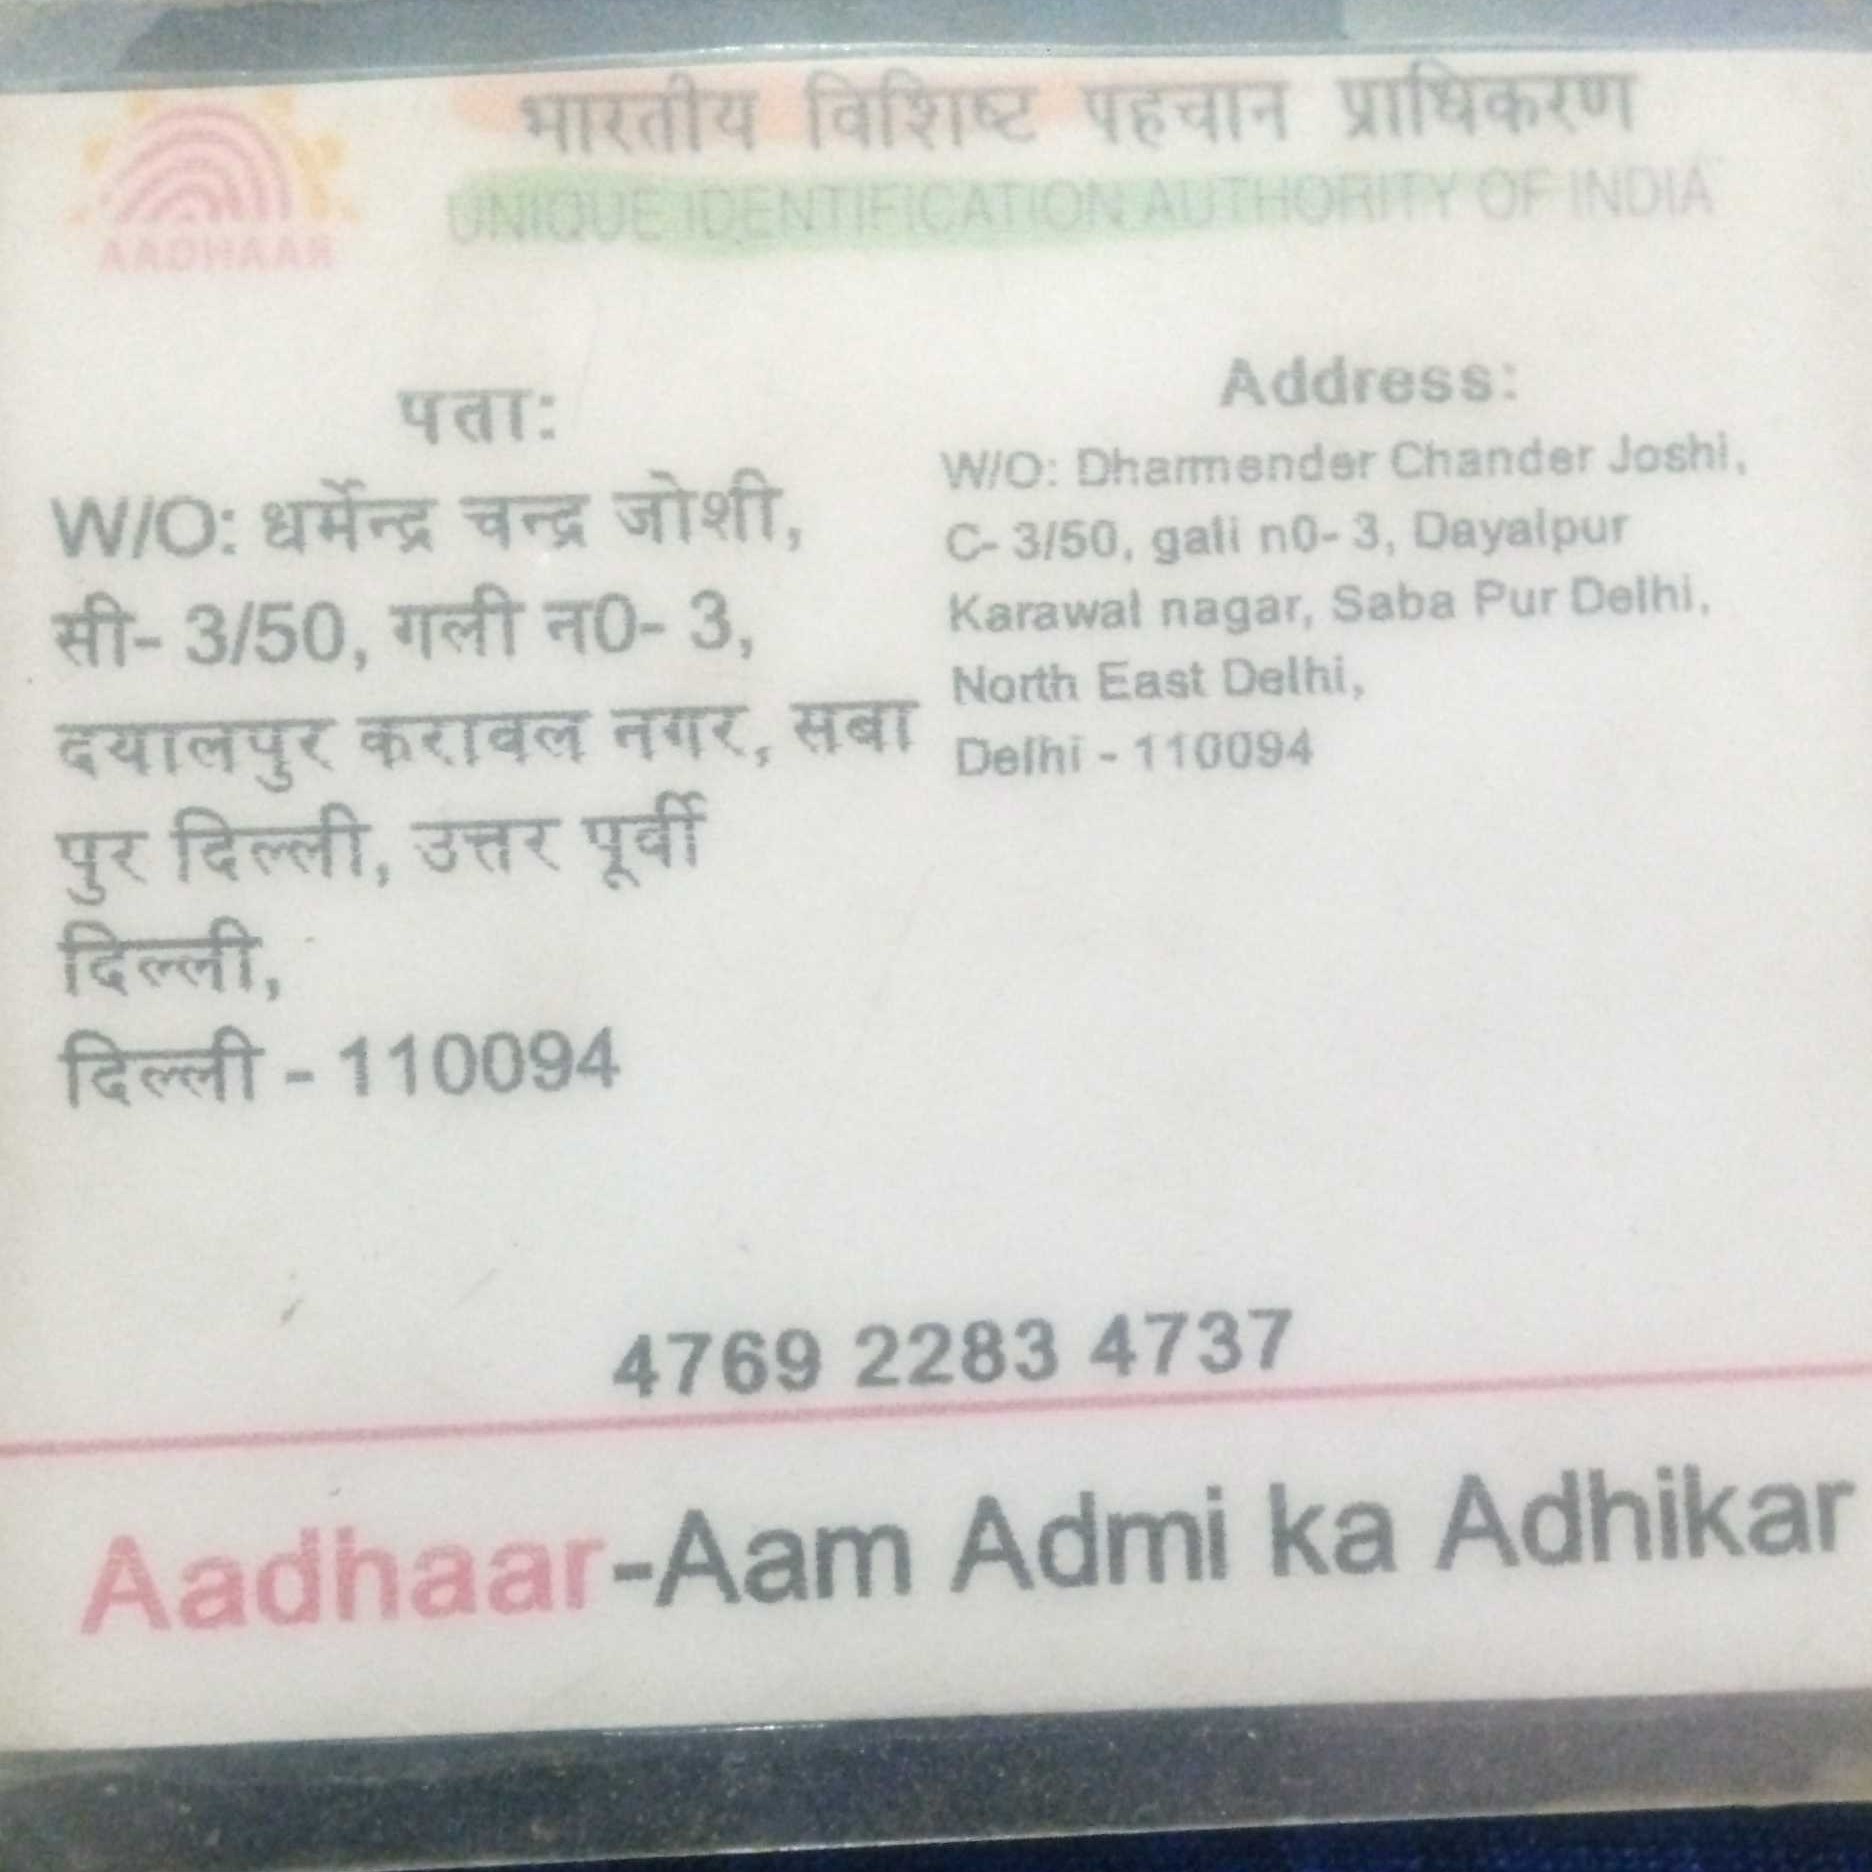 भारतीय विशिष्ट पहचान प्राधिकरण
UNIQUE IDENTIFICATION AUTHORITY OF INDIA
AADHAAR
पता:
W/O: धर्मेन्द्र चन्द्र जोशी,
सी- 3/50, गली न0- 3,
दयालपुर करावल नगर, सबा
पुर दिल्ली, उत्तर पूर्वी
दिल्ली,
दिल्ली - 110094
Address:
W/O: Dharmender Chander Joshi,
C- 3/50, gali n0- 3, Dayalpur
Karawal nagar, Saba Pur Delhi,
North East Delhi,
Delhi - 110094
4769 2283 4737
Aadhaar-Aam Admi ka Adhikar